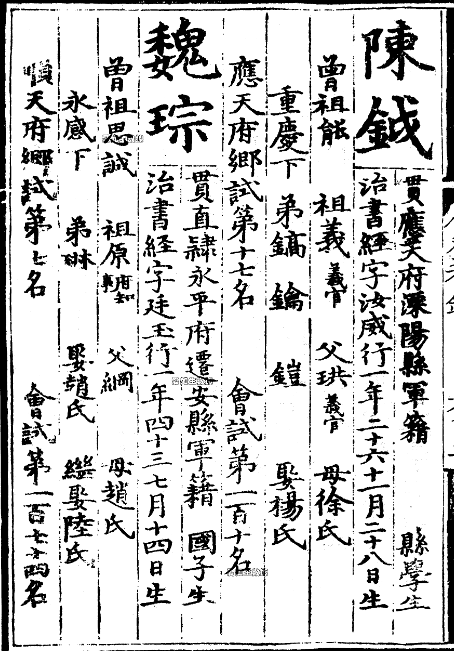 陳鉞
貫應天府溧陽縣軍籍 縣學生
治書經字汝威行一年二十六十一月二十八日生
曾祖能 祖義義官 父珙義官 母徐氏
重慶下 弟鎬 鑰 鎧 娶楊氏
應天府鄉試第十七名 會試第一百十名
魏琮
貫直隸永平府遷安縣軍籍 國子生
治書經字廷玉行一年四十三七月十四日生
曾祖思誠 祖原 父綱 母趙氏
永感下 弟琳 娶趙氏 繼娶陸氏
順天府鄉試第七名 會試第一百七十四名